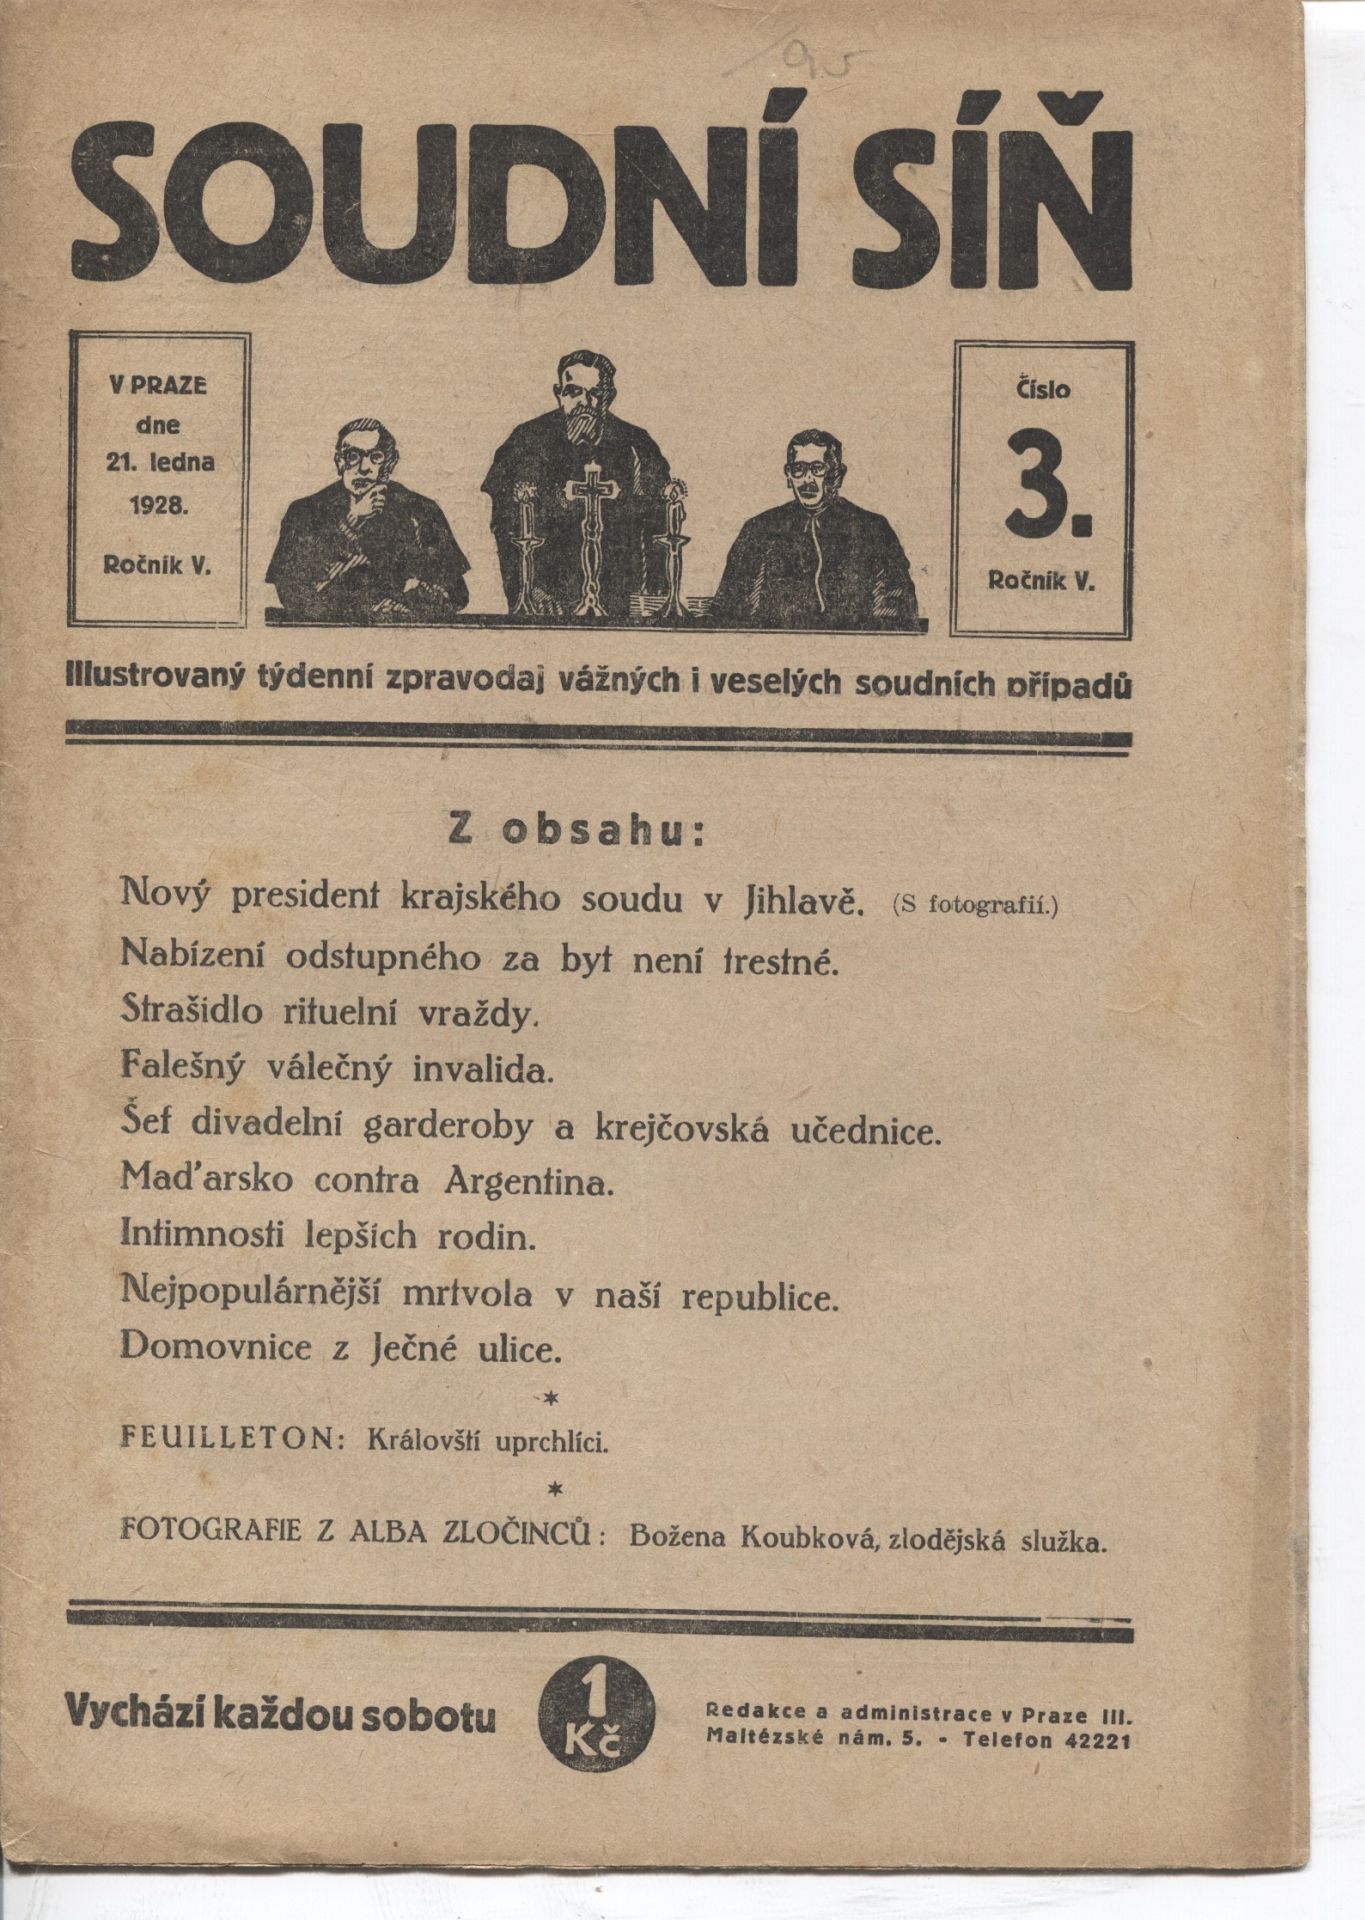 SOUDNÍ SÍŇ
V PRAZE
dne
21. ledna
1928.
Ročník V.
Číslo
3.
Ročník V.
Illustrovaný týdenní zpravodaj vážných i veselých soudních případů
Z obsahu:
Nový president krajského soudu v Jihlavě. (S fotografií.)
Nabízení odstupného za byt není trestné.
Strašidlo rituelní vraždy.
Falešný válečný invalida.
Šef divadelní garderoby a krejčovská učednice.
Maďarsko contra Argentina.
Intimnosti lepších rodin.
Nejpopulárnější mrtvola v naší republice.
Domovnice z Ječné ulice.
*
FEUILLETON: Královští uprchlíci.
*
FOTOGRAFIE Z ALBA ZLOČINCŮ: Božena Koubková, zlodějská služka.
Vychází každou sobotu
1
Kč
Redakce a administrace v Praze III.
Maltézské nám. 5. - Telefon 42221